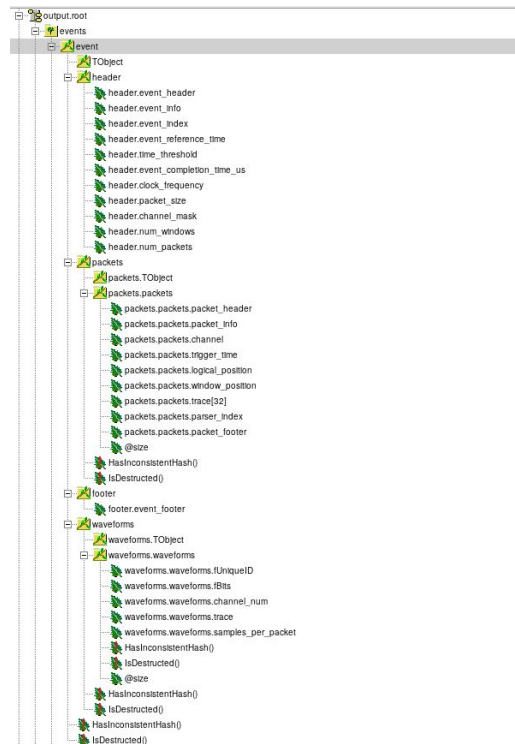 output.root
events
event
TObject
header
header.event_header
header.event_info
header.event_index
header.event_reference_time
header.time_threshold
header.event_completion_time_us
header.clock_frequency
header.packet_size
header.channel_mask
header.num_windows
header.num_packets
packets
packets.TObject
packets.packets
packets.packets.packet_header
packets.packets.packet_info
packets.packets.channel
packets.packets.trigger_time
packets.packets.logical_position
packets.packets.window_position
packets.packets.trace[32]
packets.packets.parser_index
packets.packets.packet_footer
@size
HasInconsistentHash()
IsDestructed()
footer
footer.event_footer
waveforms
waveforms.TObject
waveforms.waveforms
waveforms.waveforms.fUniqueID
waveforms.waveforms.fBits
waveforms.waveforms.channel_num
waveforms.waveforms.trace
waveforms.waveforms.samples_per_packet
HasInconsistentHash()
IsDestructed()
@size
HasInconsistentHash()
IsDestructed()
HasInconsistentHash()
IsDestructed()